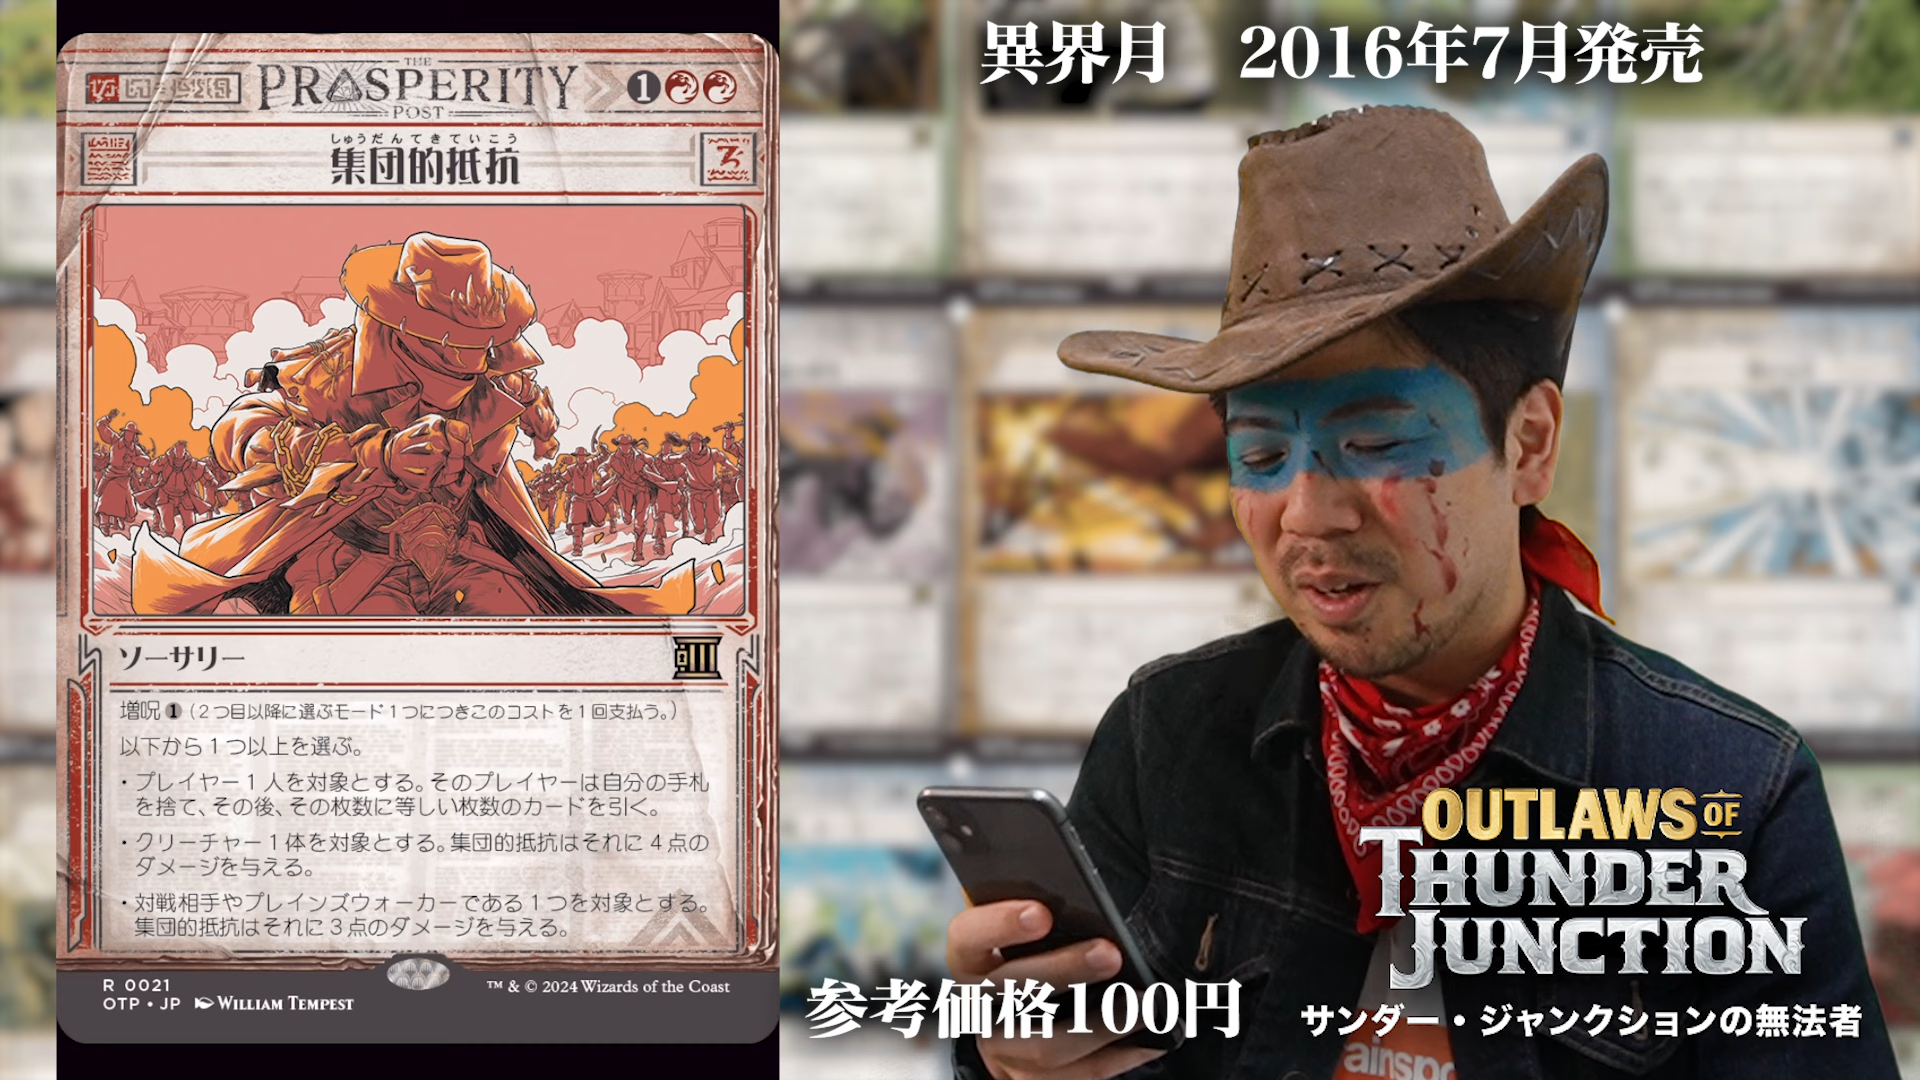 THE
PROSPERITY
POST
1
しゅうだんてきていこう
集団的抵抗
ソーサリー
増呪❶（２つ目以降に選ぶモード１つにつきこのコストを１回支払う。）
以下から１つ以上を選ぶ。
・プレイヤー１人を対象とする。そのプレイヤーは自分の手札
を捨て、その後、その枚数に等しい枚数のカードを引く。
・クリーチャー１体を対象とする。集団的抵抗はそれに４点の
ダメージを与える。
・対戦相手やプレインズウォーカーである１つを対象とする。
集団的抵抗はそれに３点のダメージを与える。
R 0021
OTP・JP WILLIAM TEMPEST
™ & © 2024 Wizards of the Coast
異界月　2016年7月発売
参考価格100円
OUTLAWS OF
THUNDER
JUNCTION
サンダー・ジャンクションの無法者